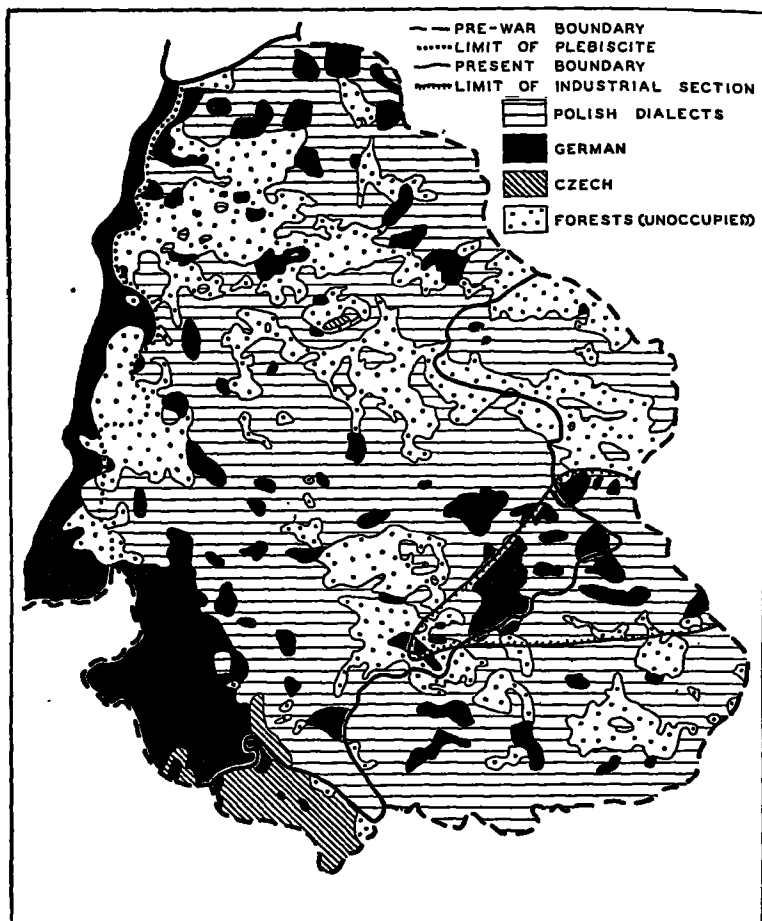 PRE-WAR BOUNDARY
LIMIT OF PLEBISCITE
PRESENT BOUNDARY
LIMIT OF INDUSTRIAL SECTION
POLISH DIALECTS
GERMAN
CZECH
FORESTS (UNOCCUPIED)